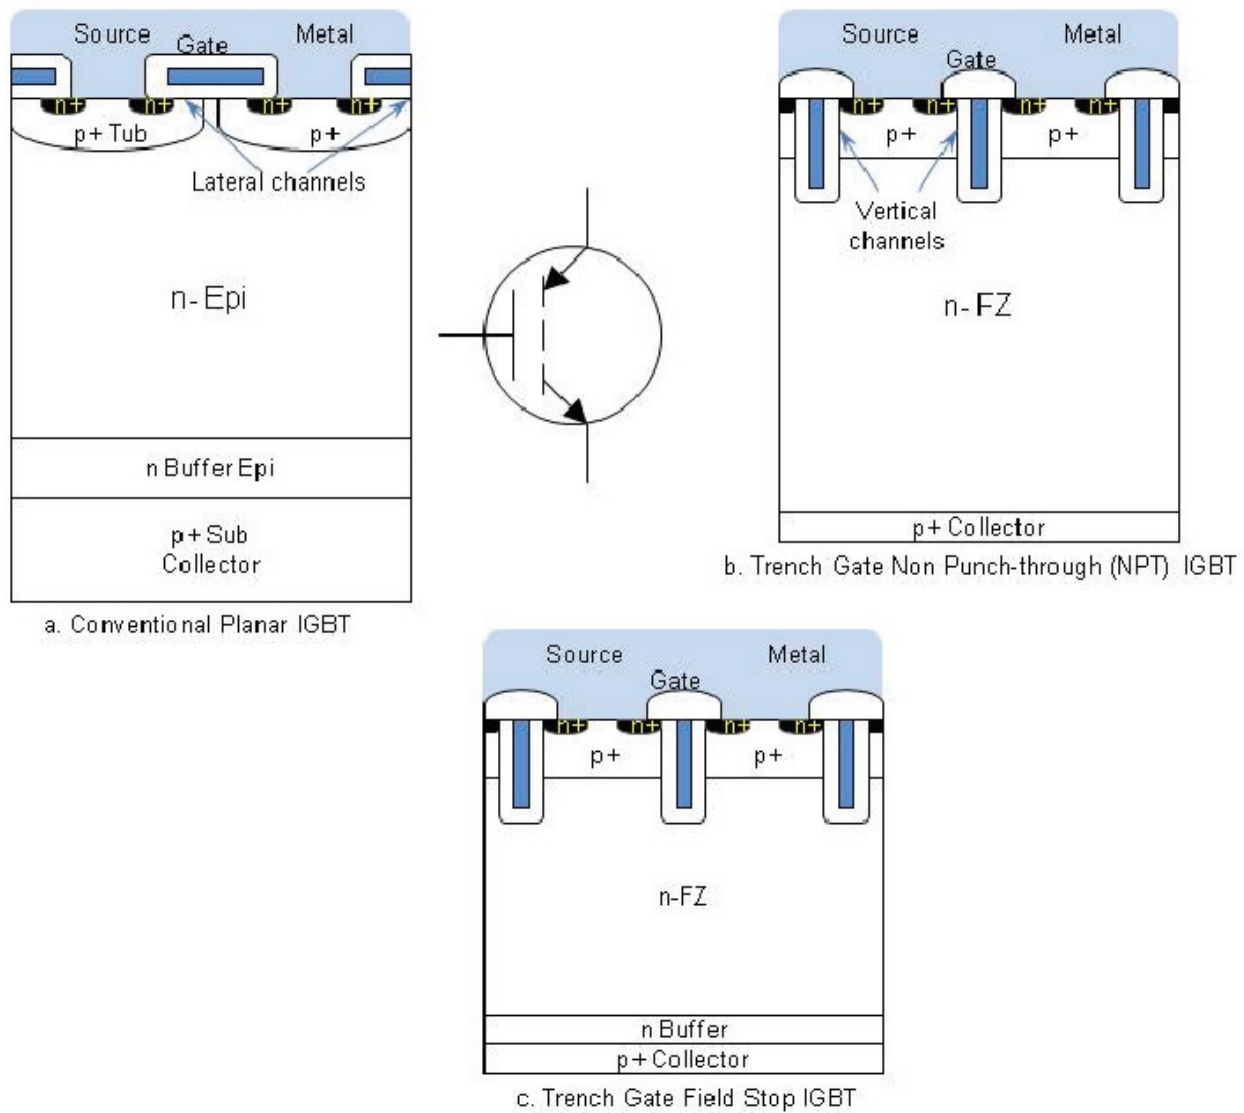 Source Gate Metal
n+ n+ n+ n+
p+ Tub p+
Lateral channels
n- Epi
n Buffer Epi
p+ Sub
Collector
a. Conventional Planar IGBT
Source Metal
Gate
n+ n+ n+ n+
p+ p+
Vertical
channels
n- FZ
p+ Collector
b. Trench Gate Non Punch-through (NPT) IGBT
Source Metal
Gate
n+ n+ n+ n+
p+ p+
n-FZ
n Buffer
p+ Collector
c. Trench Gate Field Stop IGBT